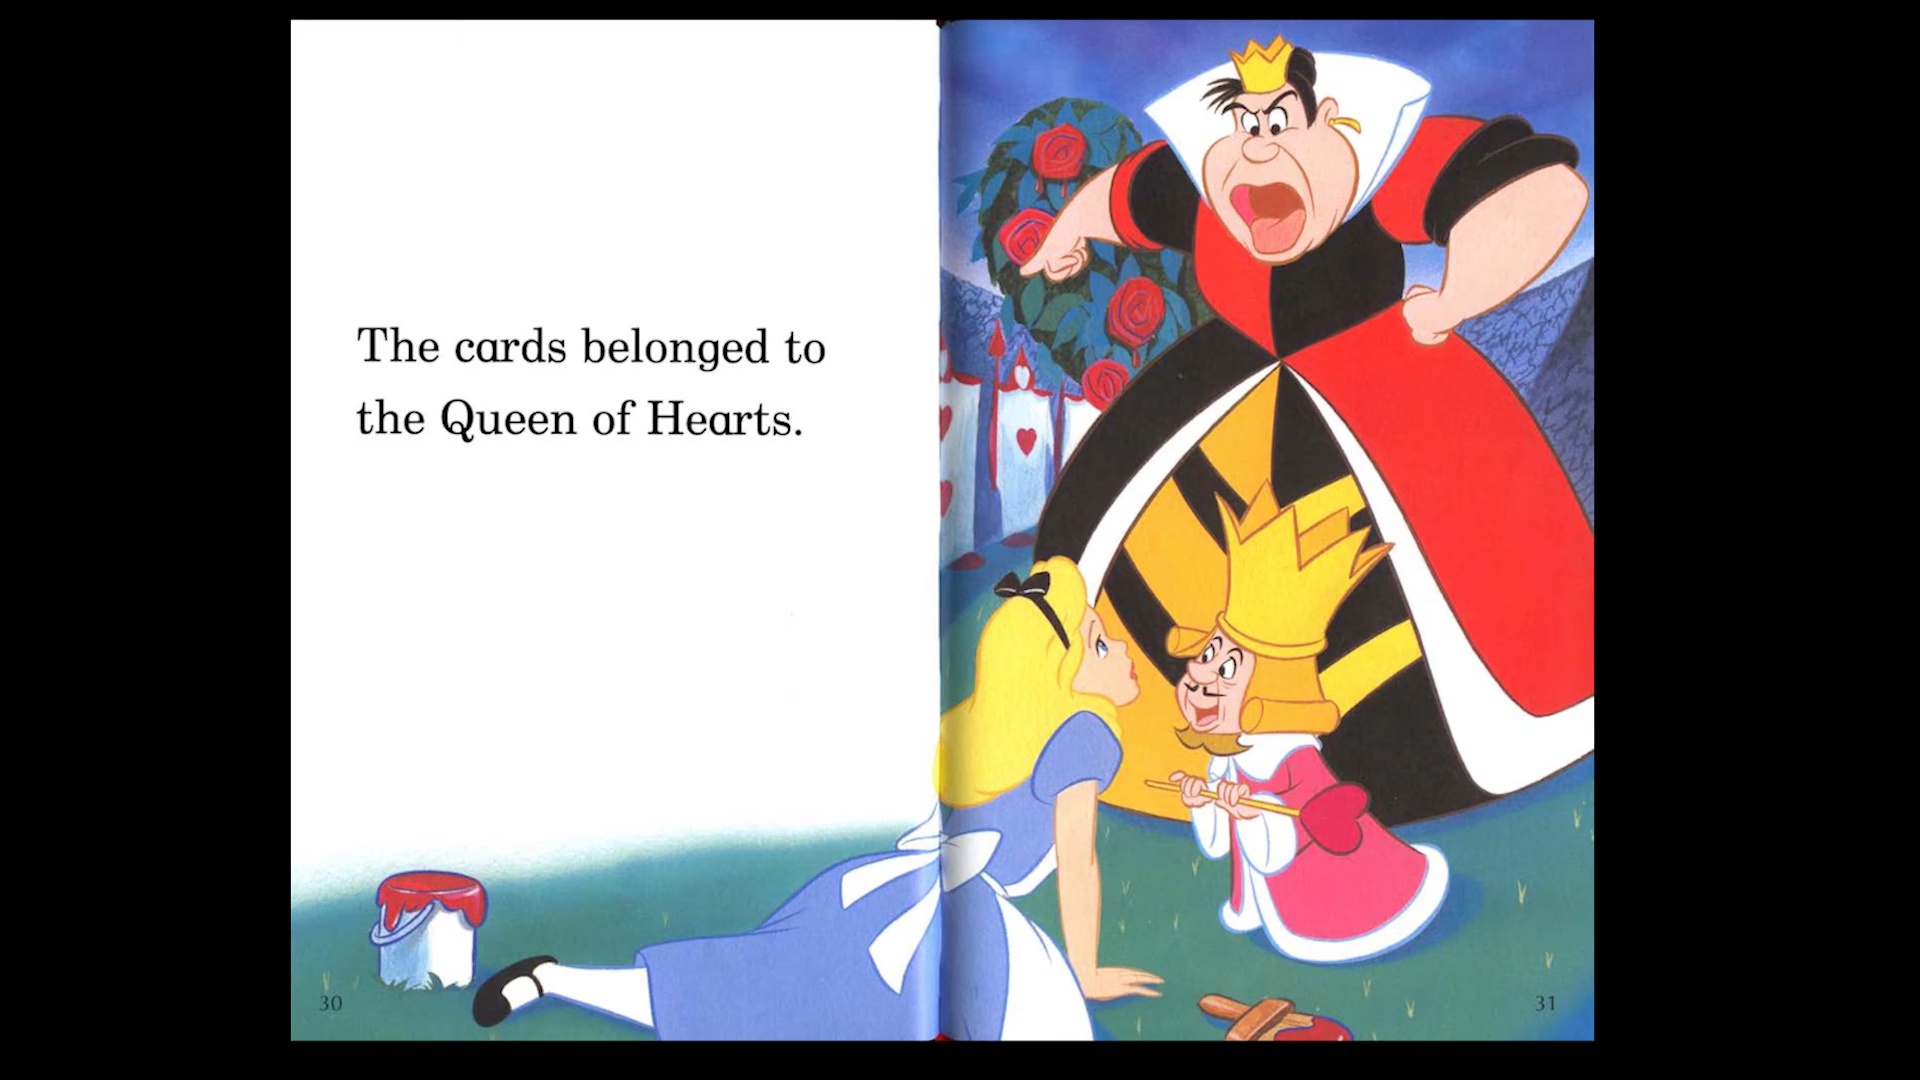 The cards belonged to
the Queen of Hearts.
30
31